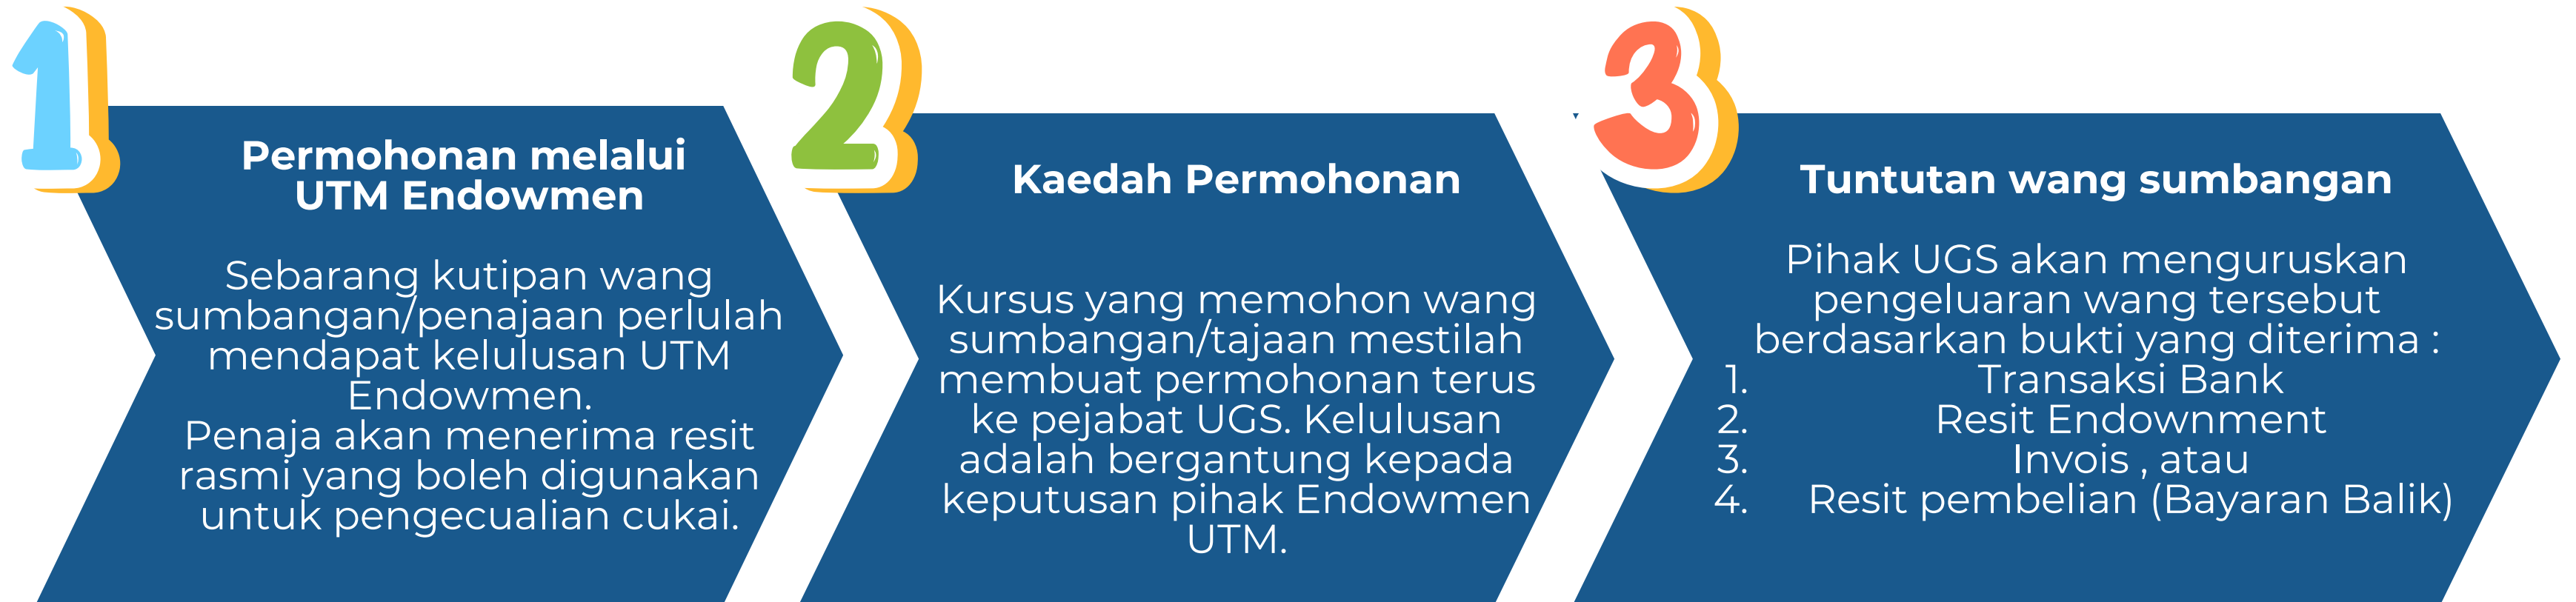 1
Permohonan melalui
UTM Endowmen
Sebarang kutipan wang
sumbangan/penajaan perlulah
mendapat kelulusan UTM
Endowmen.
Penaja akan menerima resit
rasmi yang boleh digunakan
untuk pengecualian cukai.
2
Kaedah Permohonan
Kursus yang memohon wang
sumbangan/tajaan mestilah
membuat permohonan terus
ke pejabat UGS. Kelulusan
adalah bergantung kepada
keputusan pihak Endowmen
UTM.
3
Tuntutan wang sumbangan
Pihak UGS akan menguruskan
pengeluaran wang tersebut
berdasarkan bukti yang diterima :
1. Transaksi Bank
2. Resit Endownment
3. Invois , atau
4. Resit pembelian (Bayaran Balik)